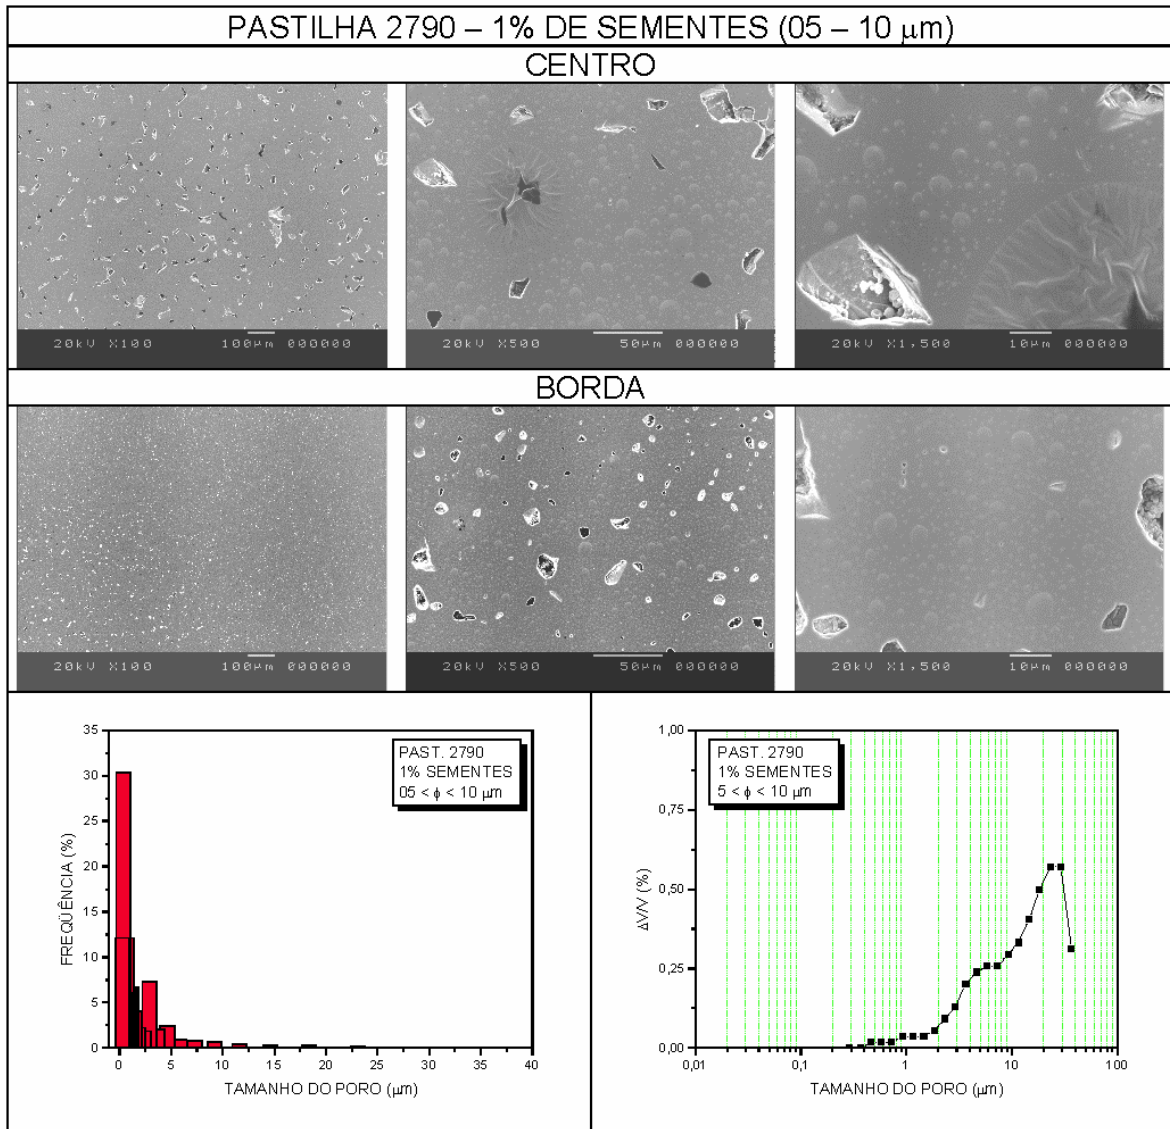 PASTILHA 2790 – 1% DE SEMENTES (05 – 10 μm)
CENTRO
20kV X100 100μm 000000
20kV X500 50μm 000000
20kV X1,500 10μm 000000
BORDA
20kV X100 100μm 000000
20kV X500 50μm 000000
20kV X1,500 10μm 000000
35
30
25
20
15
10
5
0
FREQÜÊNCIA (%)
PAST. 2790
1% SEMENTES
05 < ϕ < 10 μm
0 5 10 15 20 25 30 35 40
TAMANHO DO PORO (μm)
1,00
0,75
0,50
0,25
0,00
ΔV/V (%)
PAST. 2790
1% SEMENTES
5 < ϕ < 10 μm
0,01 0,1 1 10 100
TAMANHO DO PORO (μm)